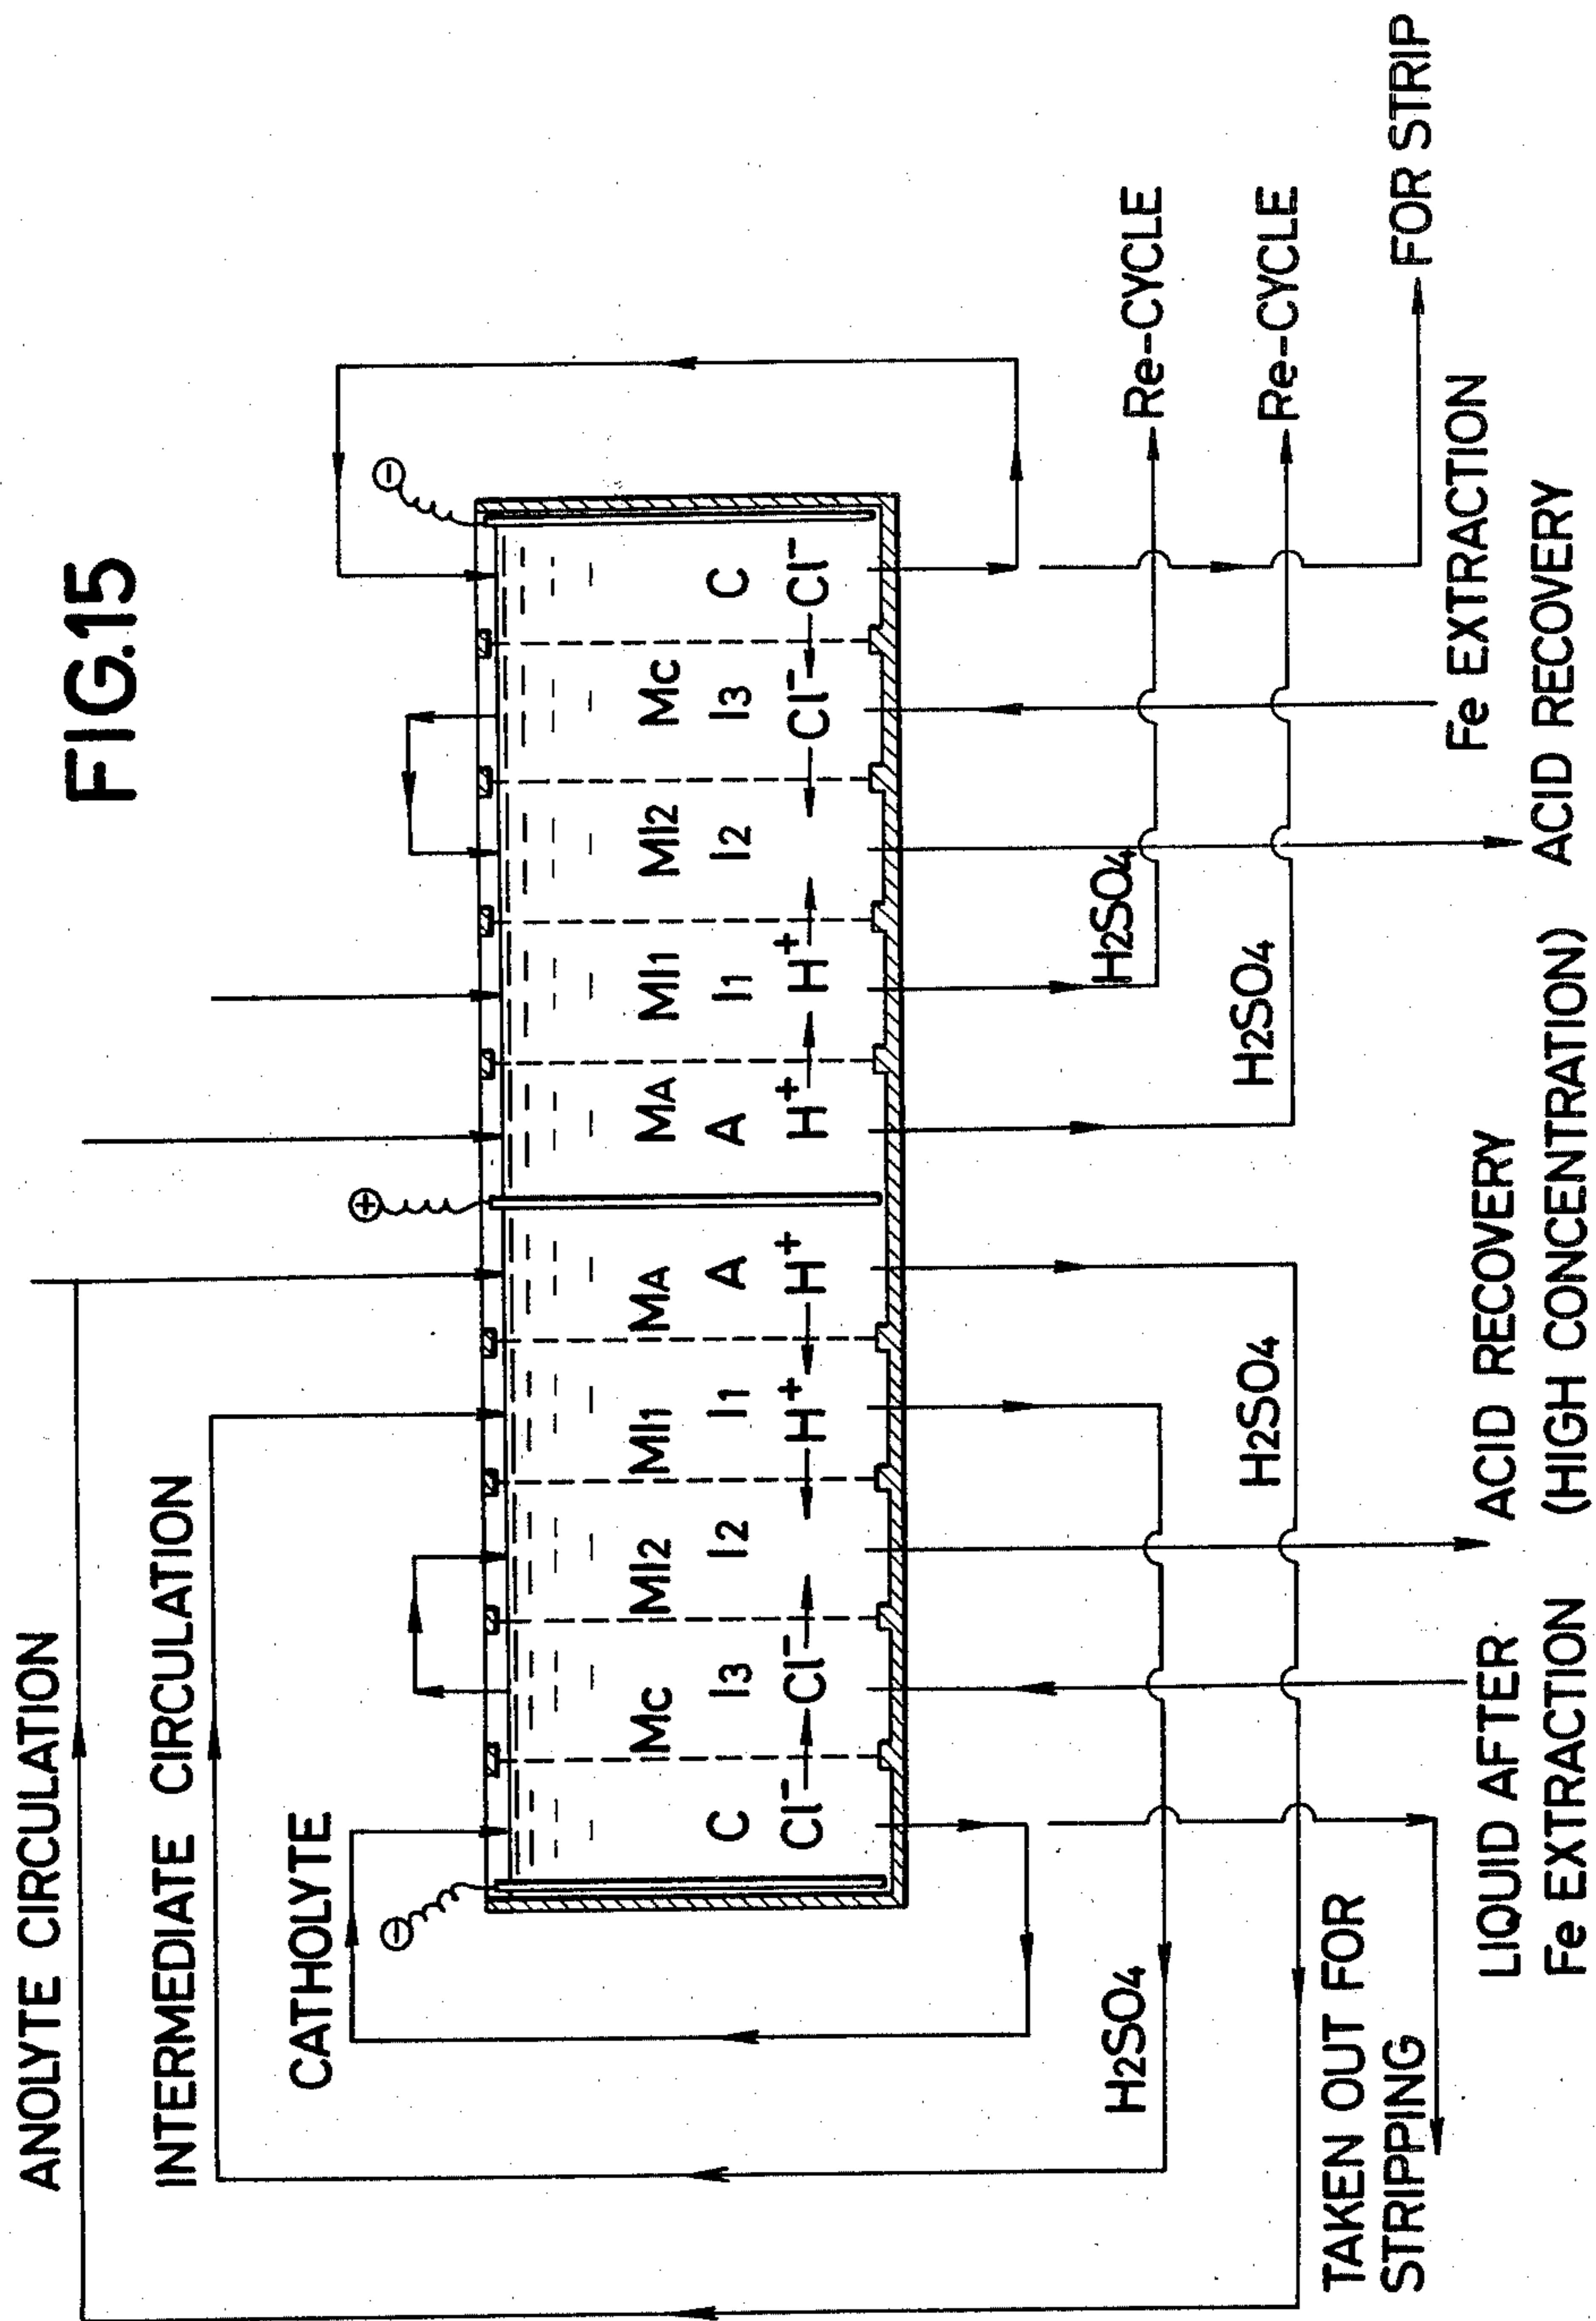 FIG.15
ANOLYTE CIRCULATION
INTERMEDIATE CIRCULATION
CATHOLYTE
⊖
⊕
⊖
Mc MI2 MI1 MA MA MI1 MI2 Mc
C I3 I2 I1 A A I1 I2 I3 C
Cl⁻ Cl⁻ H⁺ H⁺ H⁺ H⁺ Cl⁻ Cl⁻
H2SO4
H2SO4
H2SO4
H2SO4
Re-CYCLE
Re-CYCLE
FOR STRIP
TAKEN OUT FOR
STRIPPING
LIQUID AFTER
Fe EXTRACTION
ACID RECOVERY
(HIGH CONCENTRATION)
Fe EXTRACTION
ACID RECOVERY